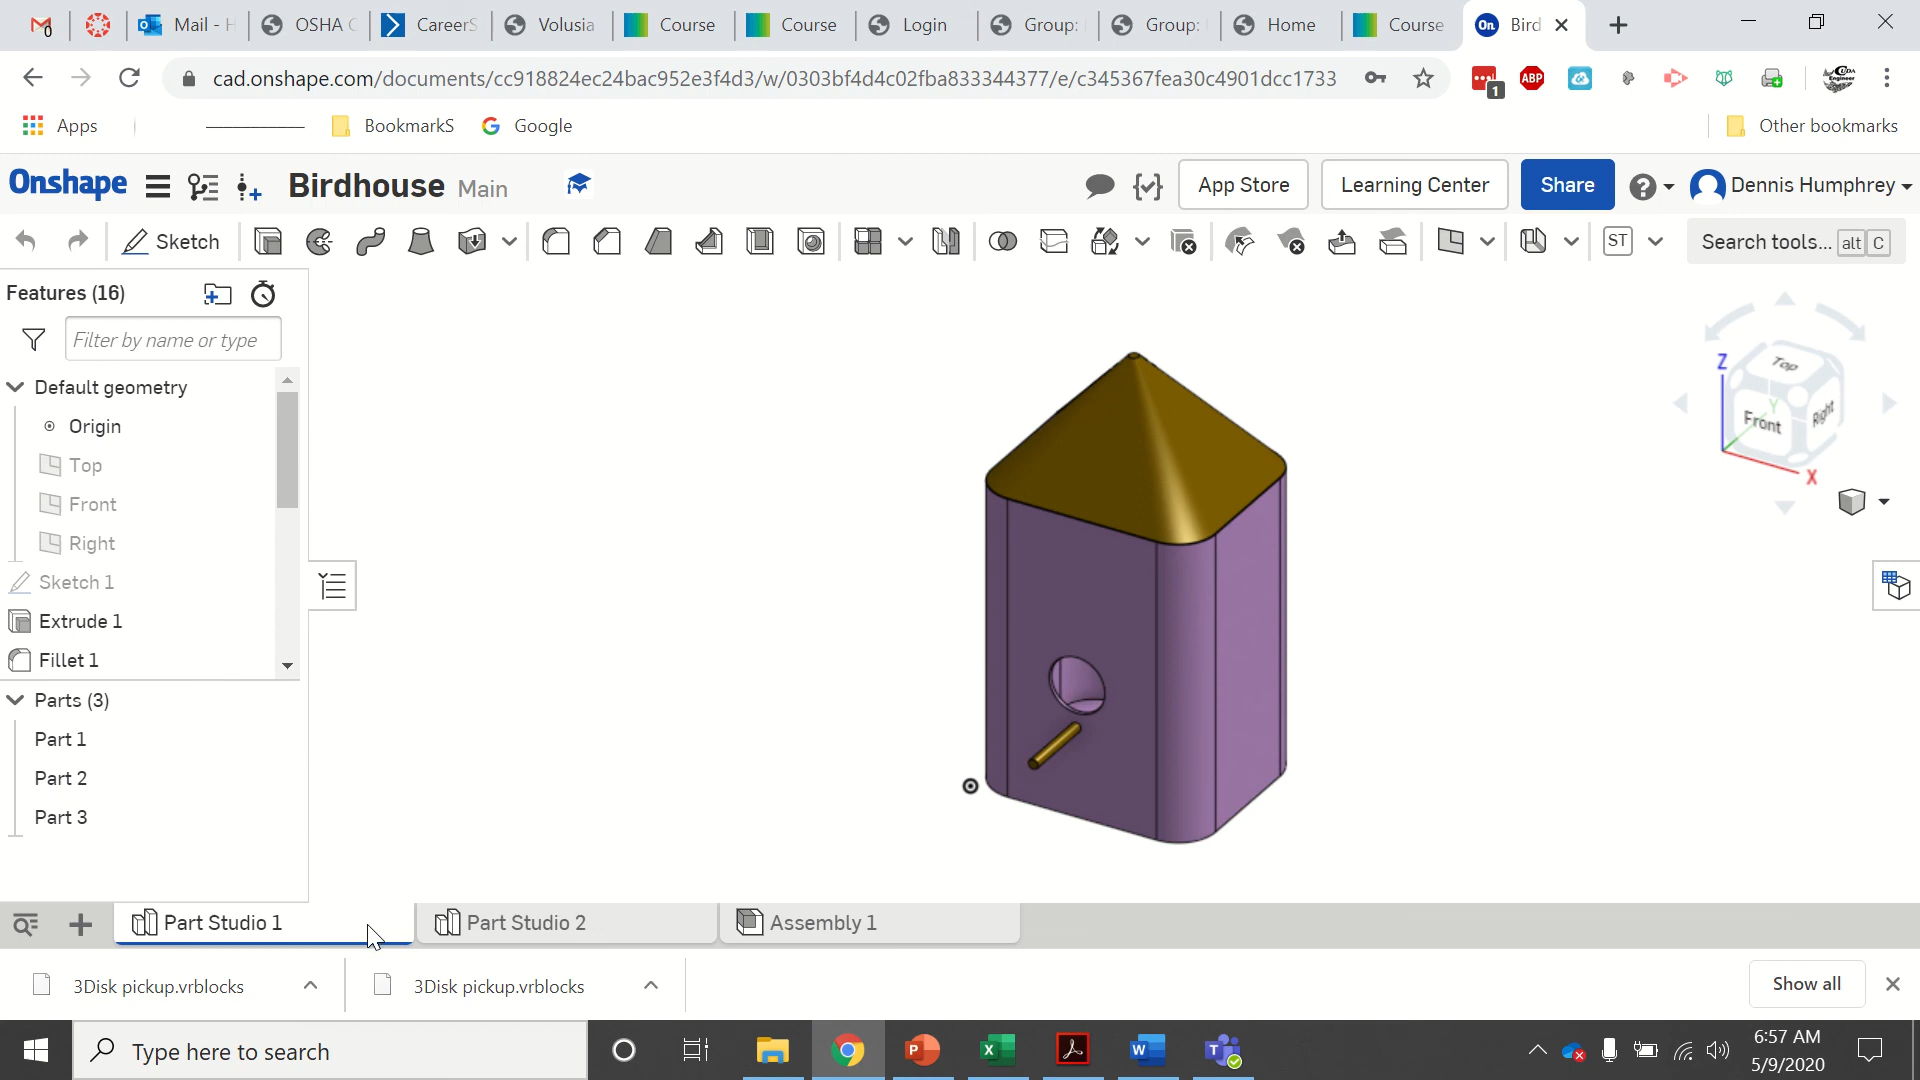 Mail - H
OSHA C
CareerS
Volusia
Course
Course
Login
Group:
Group:
Home
Course
On
Bird
cad.onshape.com/documents/cc918824ec24bac952e3f4d3/w/0303bf4d4c02fba833344377/e/c345367fea30c4901dcc1733
1
ABP
Apps
BookmarkS
Google
Other bookmarks
Onshape
Birdhouse Main
App Store
Learning Center
Share
Dennis Humphrey
Sketch
ST
Search tools... alt C
Features (16)
Filter by name or type
Default geometry
Origin
Top
Front
Right
Sketch 1
Extrude 1
Fillet 1
Parts (3)
Part 1
Part 2
Part 3
Z
Top
Y
Front
Right
X
Part Studio 1
Part Studio 2
Assembly 1
3Disk pickup.vrblocks
3Disk pickup.vrblocks
Show all
Type here to search
6:57 AM
5/9/2020